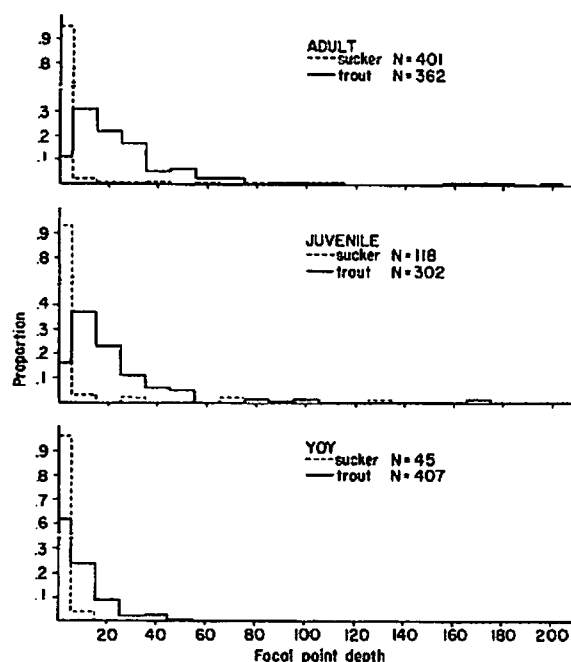 ADULT
sucker N=401
trout N=362
.9
.8
.3
.2
.1
JUVENILE
sucker N=118
trout N=302
.9
.8
.4
.3
.2
.1
Proportion
YOY
sucker N=45
trout N=407
.9
.8
.7
.6
.3
.2
.1
20 40 60 80 100 120 140 160 180 200
Focal point depth